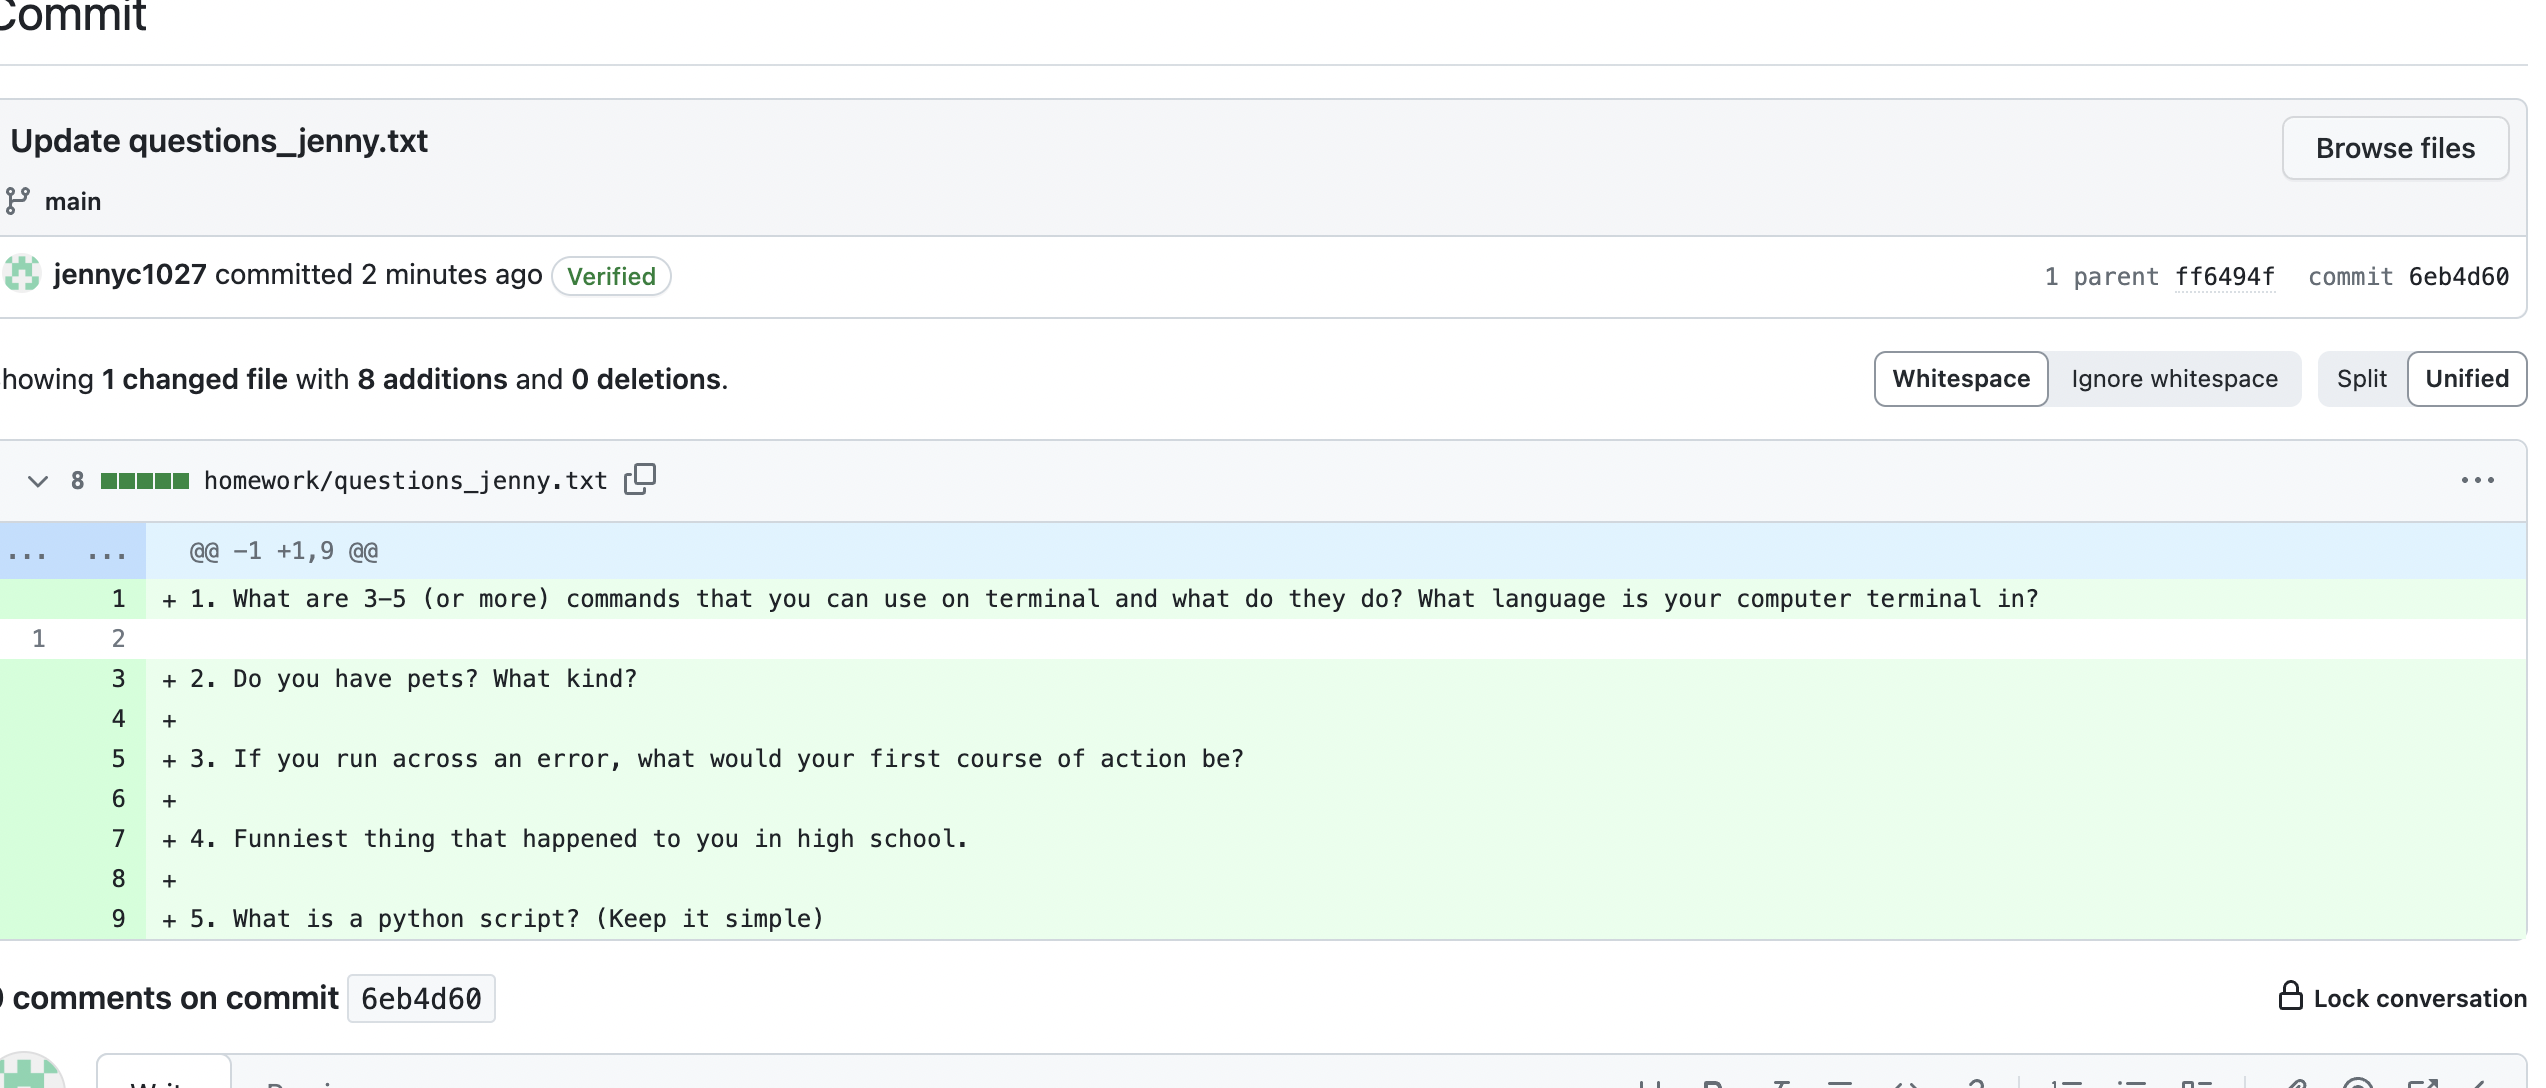 Commit
Update questions_jenny.txt
Browse files
main
jennyc1027 committed 2 minutes ago Verified
1 parent ff6494f commit 6eb4d60
howing 1 changed file with 8 additions and 0 deletions.
Whitespace Ignore whitespace Split Unified
8 homework/questions_jenny.txt
... ... @@ -1 +1,9 @@
1 + 1. What are 3-5 (or more) commands that you can use on terminal and what do they do? What language is your computer terminal in?
1 2
3 + 2. Do you have pets? What kind?
4 +
5 + 3. If you run across an error, what would your first course of action be?
6 +
7 + 4. Funniest thing that happened to you in high school.
8 +
9 + 5. What is a python script? (Keep it simple)
0 comments on commit 6eb4d60
Lock conversation